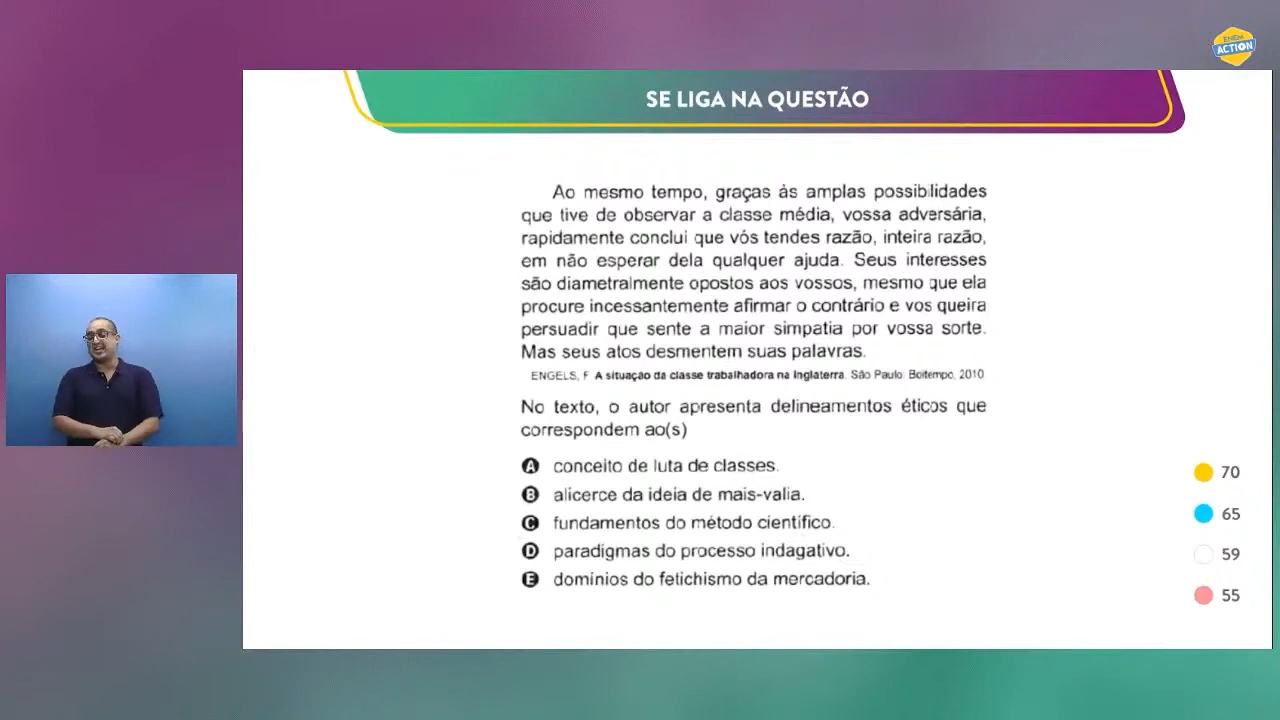 ENEM
ACTION
SE LIGA NA QUESTÃO
Ao mesmo tempo, graças às amplas possibilidades
que tive de observar a classe média, vossa adversária,
rapidamente conclui que vós tendes razão, inteira razão,
em não esperar dela qualquer ajuda. Seus interesses
são diametralmente opostos aos vossos, mesmo que ela
procure incessantemente afirmar o contrário e vos queira
persuadir que sente a maior simpatia por vossa sorte.
Mas seus atos desmentem suas palavras.
ENGELS, F. A situação da classe trabalhadora na Inglaterra. São Paulo: Boitempo, 2010
No texto, o autor apresenta delineamentos éticos que
correspondem ao(s)
A conceito de luta de classes.
B alicerce da ideia de mais-valia.
C fundamentos do método científico.
D paradigmas do processo indagativo.
E domínios do fetichismo da mercadoria.
70
65
59
55